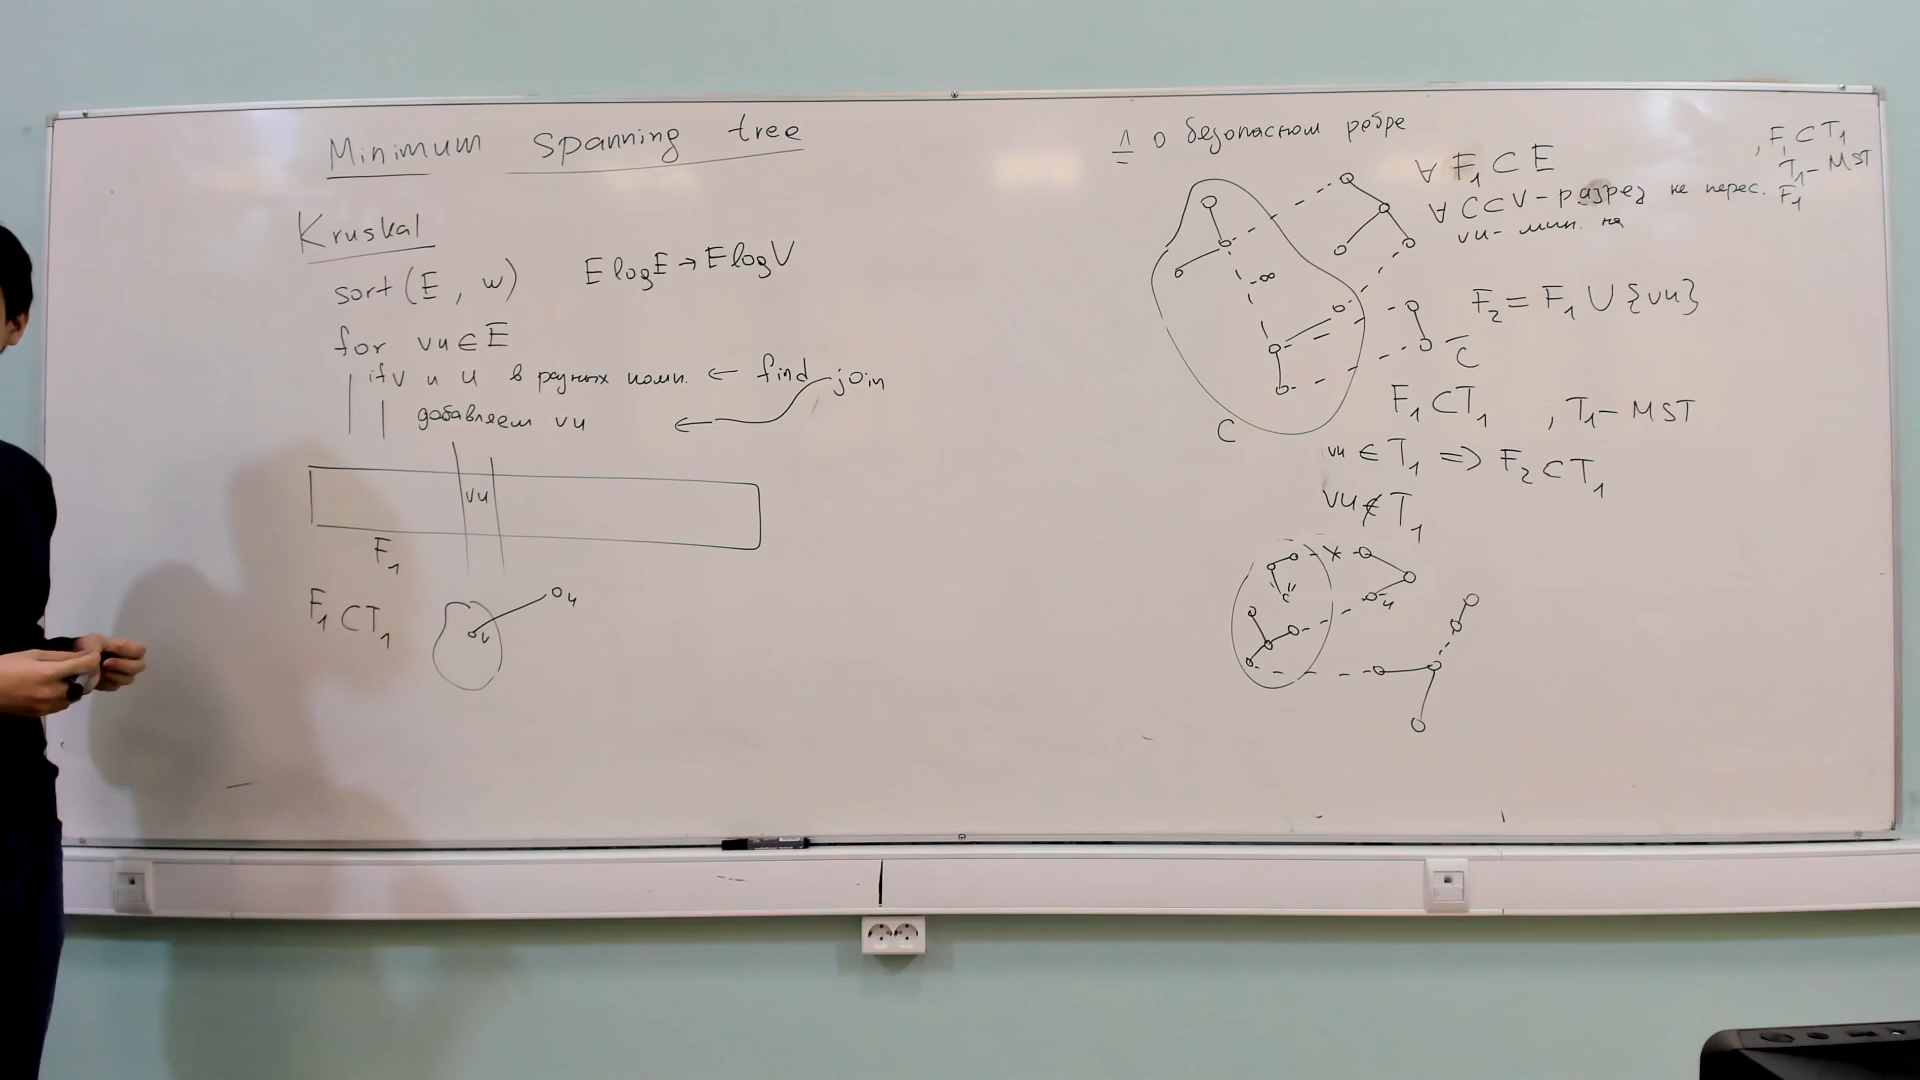 Minimum spanning tree
Kruskal
sort (E, w) E log E → E log V
for vu ∈ E
if v и u в разных комп. ← find join
добавляем vu ←
vu
F₁
F₁ ⊂ T₁
v u
Л о безопасном ребре
∀ F₁ ⊂ E , F₁ ⊂ T₁
T₁ - MST
∀ C ⊂ V - разрез не перес. F₁
vu - мин. на
-∞
F₂ = F₁ ∪ {vu}
C̅
C
F₁ ⊂ T₁ , T₁ - MST
vu ∈ T₁ => F₂ ⊂ T₁
vu ∉ T₁
u